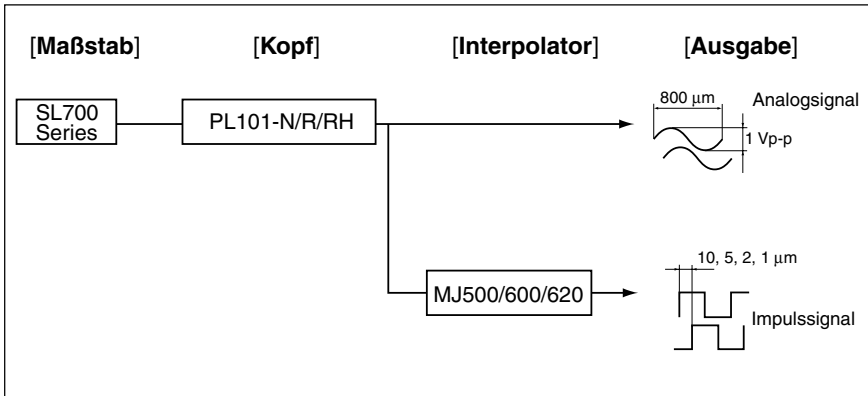 [Maßstab] [Kopf] [Interpolator] [Ausgabe]
SL700
Series
PL101-N/R/RH
800 µm
Analogsignal
1 Vp-p
MJ500/600/620
10, 5, 2, 1 µm
Impulssignal